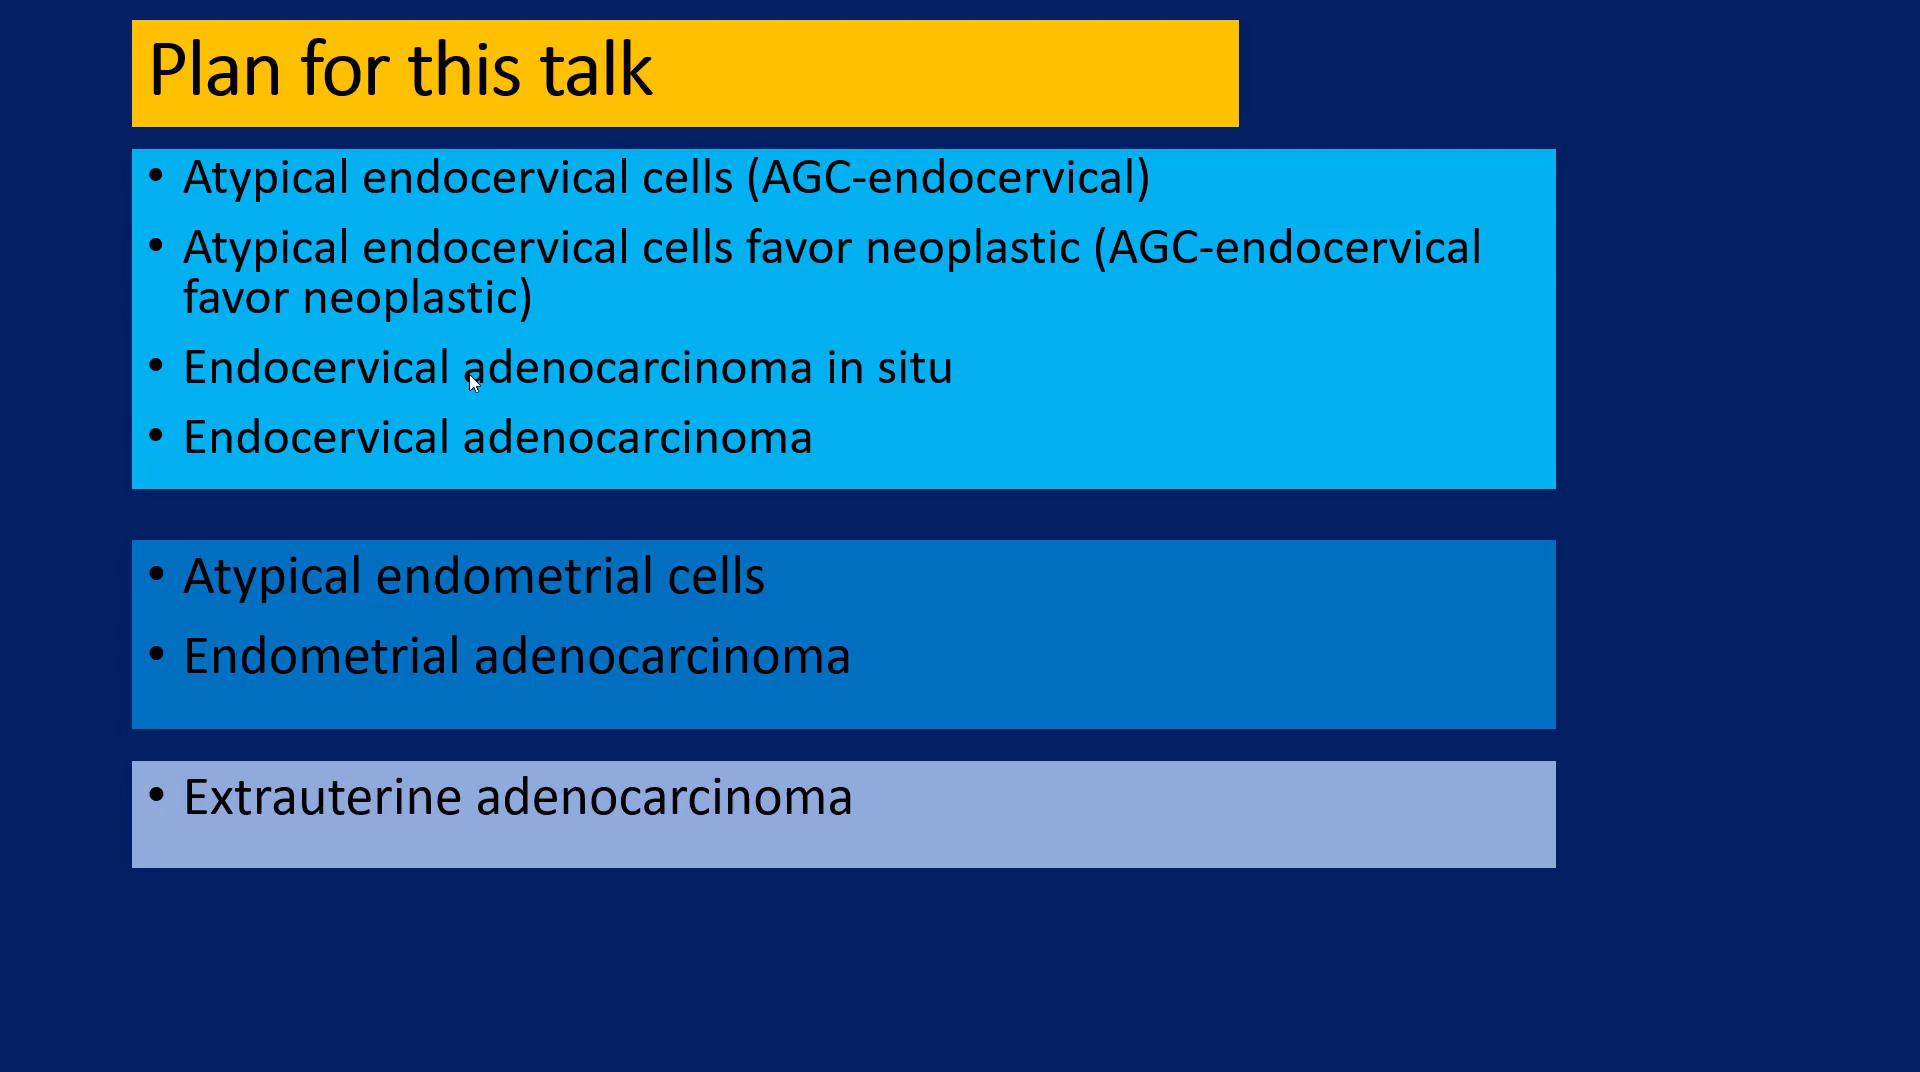 Plan for this talk
• Atypical endocervical cells (AGC-endocervical)
• Atypical endocervical cells favor neoplastic (AGC-endocervical
favor neoplastic)
• Endocervical adenocarcinoma in situ
• Endocervical adenocarcinoma
• Atypical endometrial cells
• Endometrial adenocarcinoma
• Extrauterine adenocarcinoma